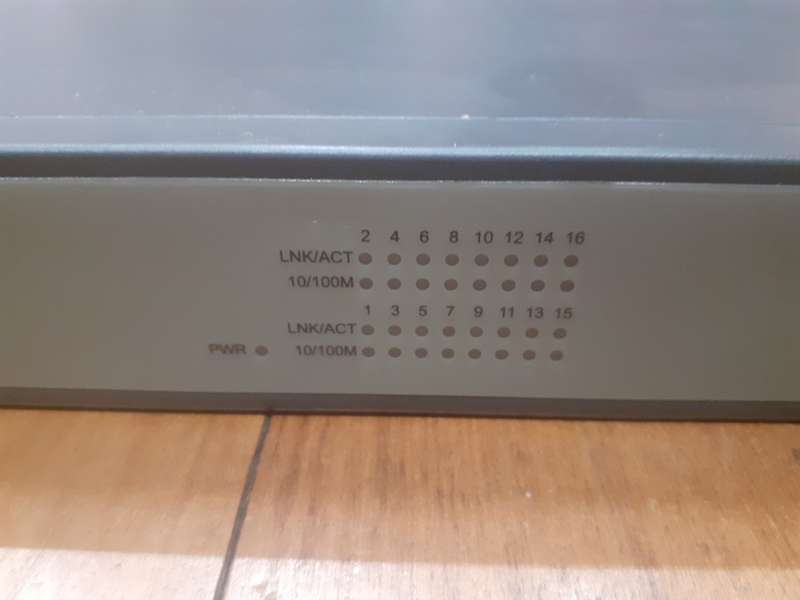 2 4 6 8 10 12 14 16
LNK/ACT
10/100M
1 3 5 7 9 11 13 15
LNK/ACT
PWR 10/100M